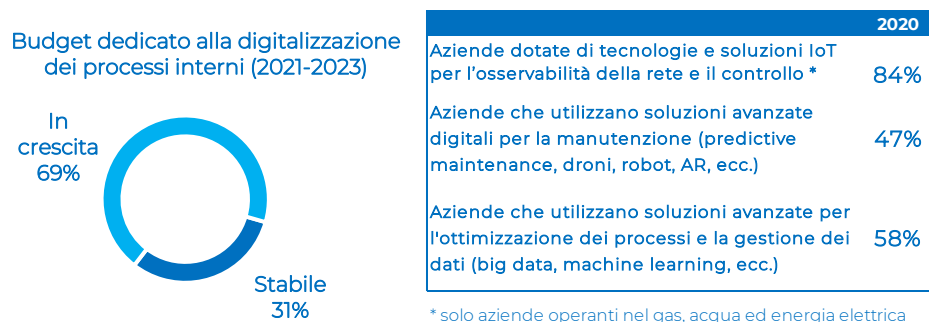 Budget dedicato alla digitalizzazione
dei processi interni (2021-2023)
In
crescita
69%
Stabile
31%
2020
Aziende dotate di tecnologie e soluzioni IoT
per l’osservabilità della rete e il controllo *
84%
Aziende che utilizzano soluzioni avanzate
digitali per la manutenzione (predictive
maintenance, droni, robot, AR, ecc.)
47%
Aziende che utilizzano soluzioni avanzate per
l'ottimizzazione dei processi e la gestione dei
dati (big data, machine learning, ecc.)
58%
* solo aziende operanti nel gas, acqua ed energia elettrica